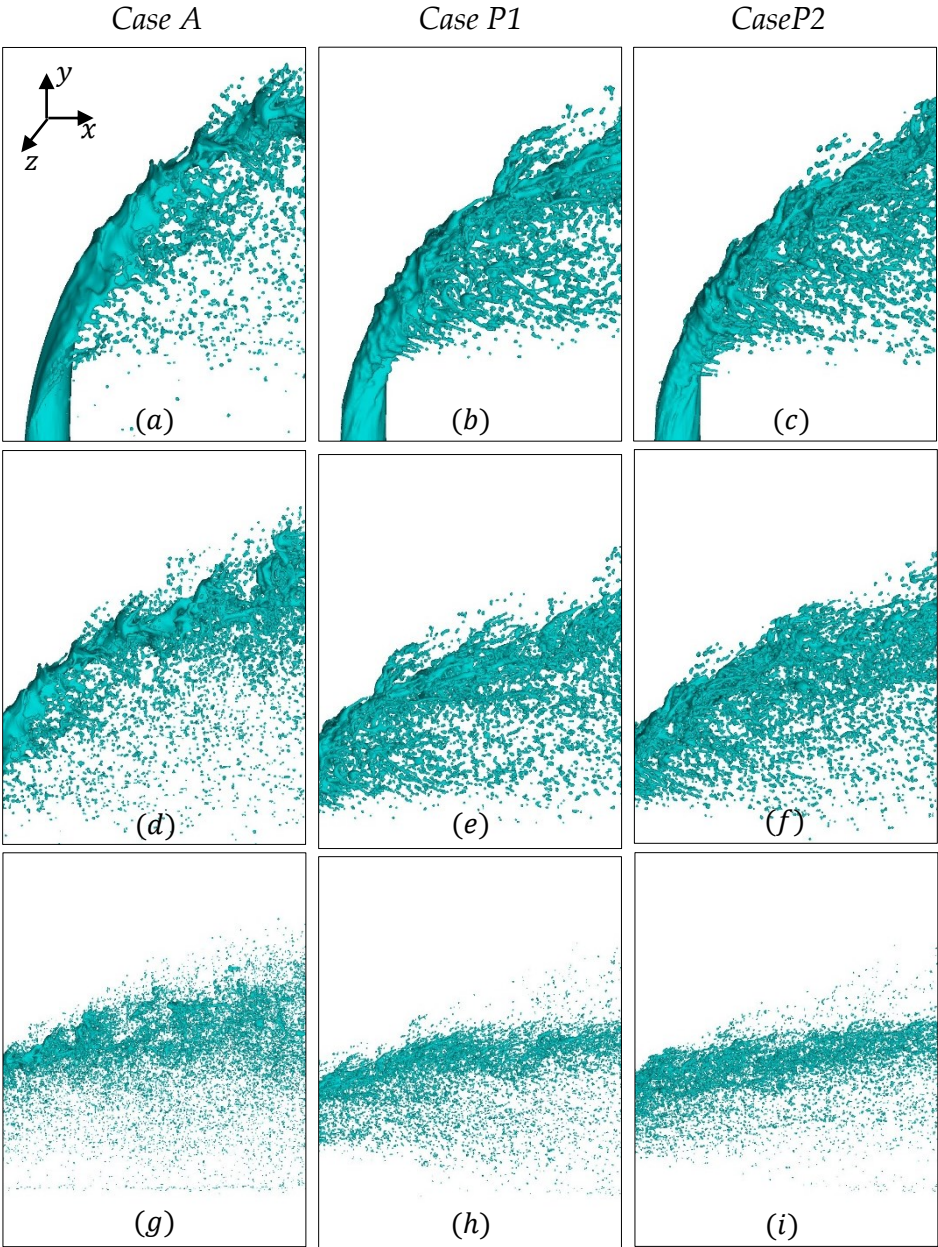 Case A
Case P1
CaseP2
y
x
z
(a)
(b)
(c)
(d)
(e)
(f)
(g)
(h)
(i)